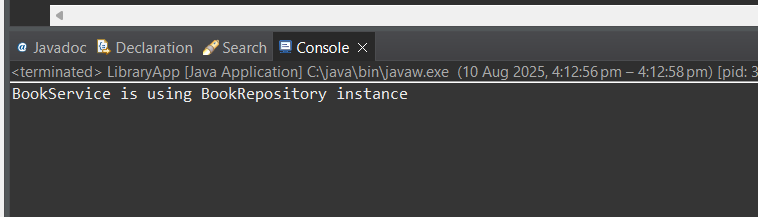 Javadoc Declaration Search Console
<terminated> LibraryApp [Java Application] C:\java\bin\javaw.exe (10 Aug 2025, 4:12:56 pm – 4:12:58 pm) [pid: 3
BookService is using BookRepository instance